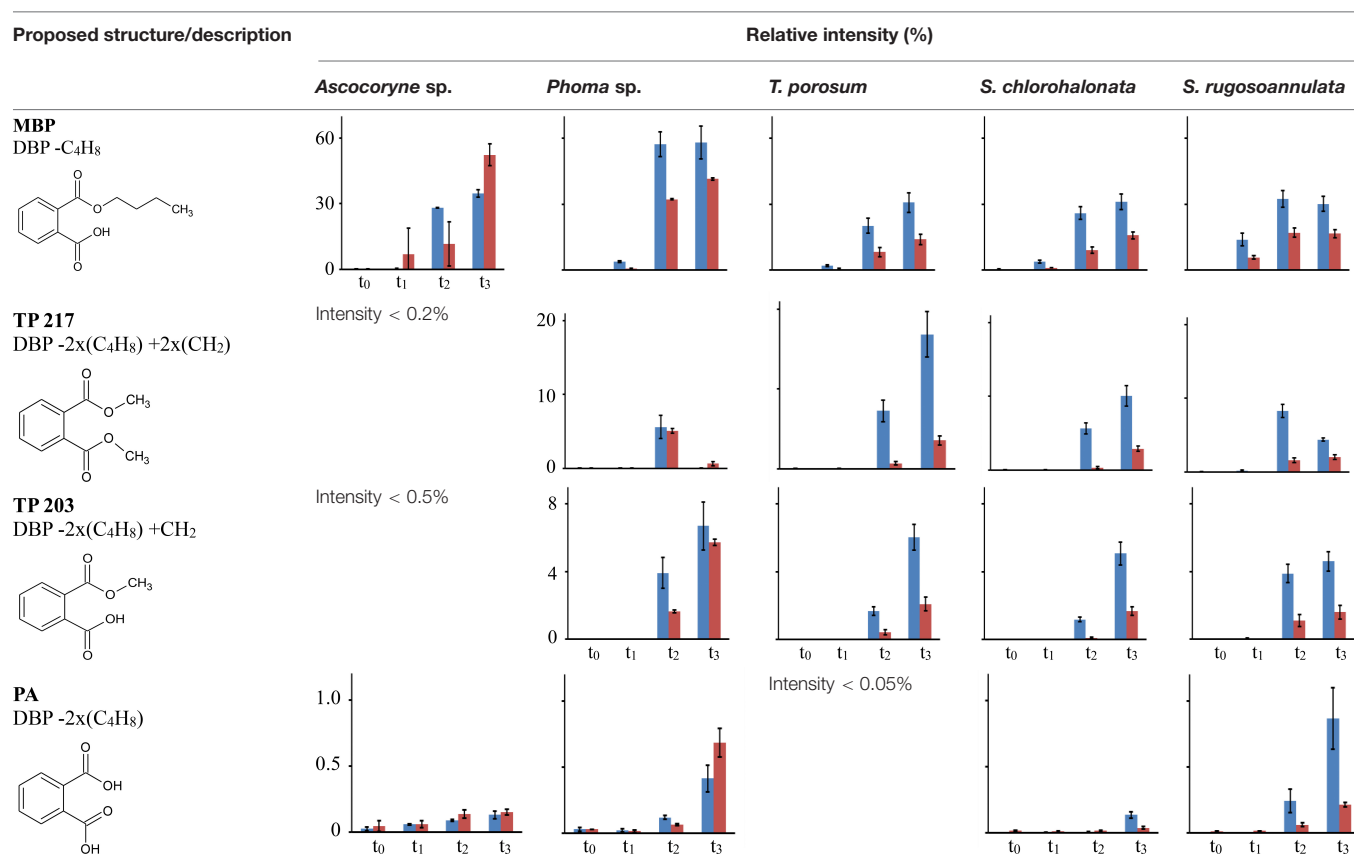 Proposed structure/description
Relative intensity (%)
Ascocoryne sp.
Phoma sp.
T. porosum
S. chlorohalonata
S. rugosoannulata
MBP
DBP -C₄H₈
O
O
CH₃
OH
O
60
30
0
t₀ t₁ t₂ t₃
TP 217
DBP -2x(C₄H₈) +2x(CH₂)
O
O
CH₃
O
O
CH₃
Intensity < 0.2%
20
10
0
TP 203
DBP -2x(C₄H₈) +CH₂
O
O
CH₃
OH
O
Intensity < 0.5%
8
4
0
t₀ t₁ t₂ t₃
t₀ t₁ t₂ t₃
t₀ t₁ t₂ t₃
t₀ t₁ t₂ t₃
PA
DBP -2x(C₄H₈)
O
OH
O
OH
1.0
0.5
0
t₀ t₁ t₂ t₃
t₀ t₁ t₂ t₃
Intensity < 0.05%
t₀ t₁ t₂ t₃
t₀ t₁ t₂ t₃